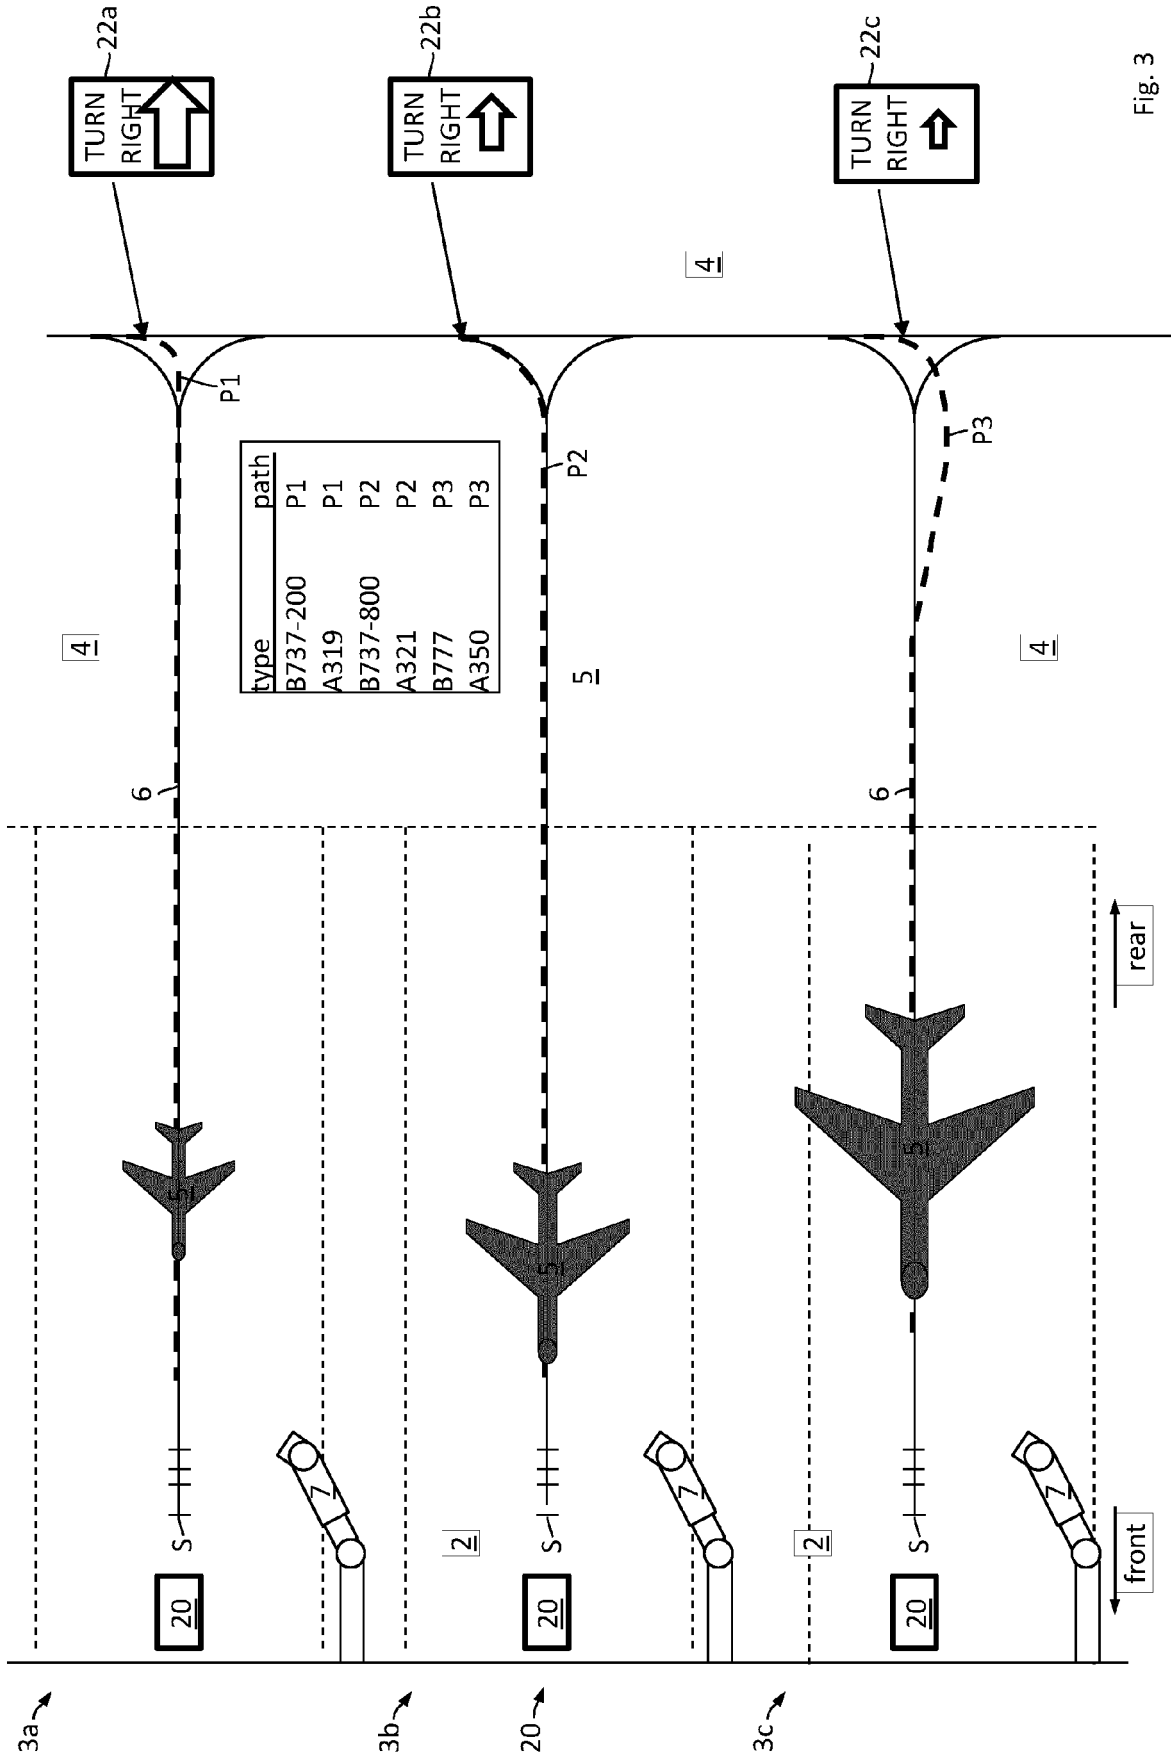 22a
TURN
RIGHT
22b
TURN
RIGHT
22c
TURN
RIGHT
4
P1
P2
P3
type path
B737-200 P1
A319 P1
B737-800 P2
A321 P2
B777 P3
A350 P3
4
5
4
6
6
5
5
5
rear
front
7
7
7
S
2
S
2
S
20
20
20
3a
3b
20
3c
Fig. 3